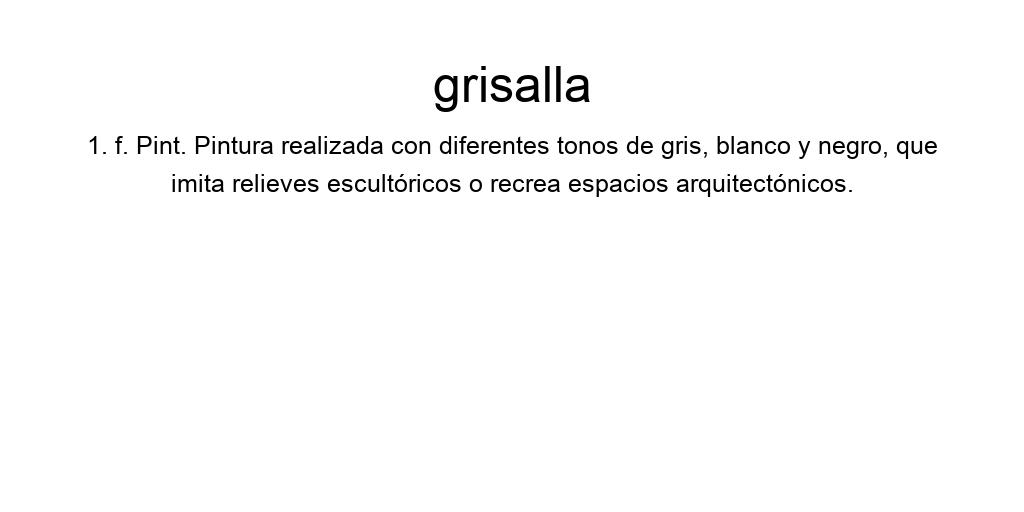 grisalla
1. f. Pint. Pintura realizada con diferentes tonos de gris, blanco y negro, que
imita relieves escultóricos o recrea espacios arquitectónicos.